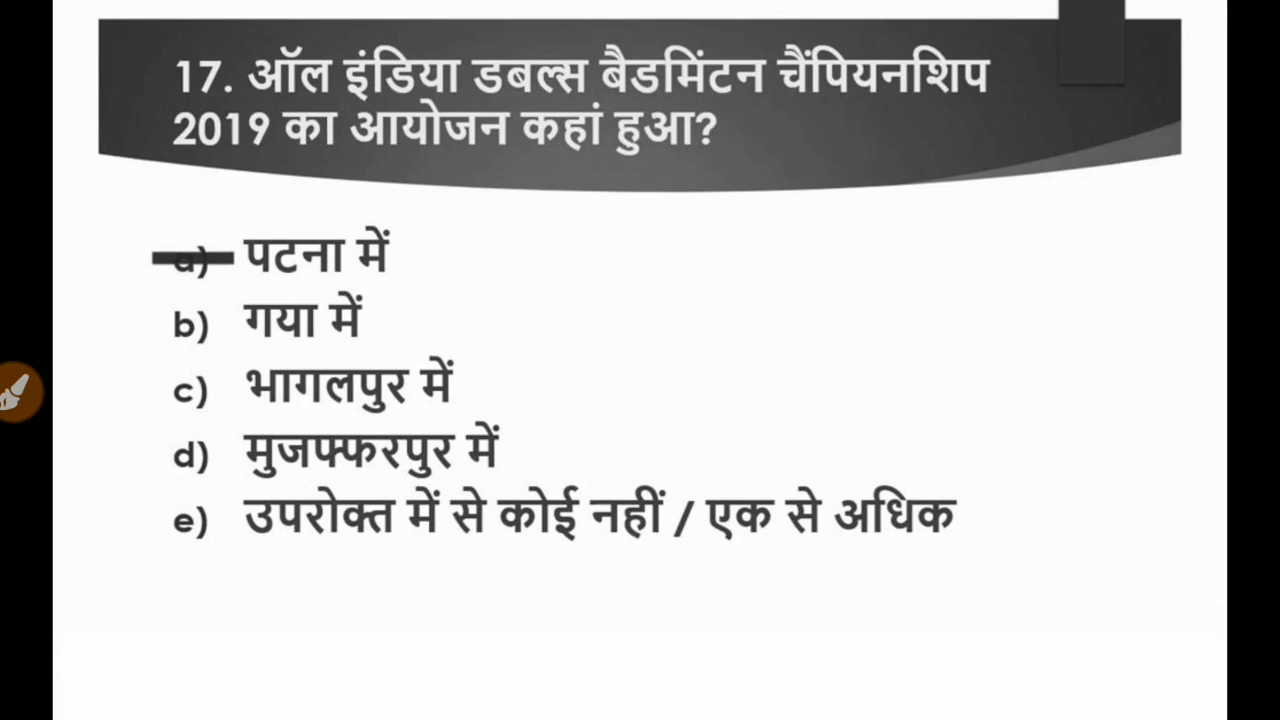 17. ऑल इंडिया डबल्स बैडमिंटन चैंपियनशिप
2019 का आयोजन कहां हुआ?
a) पटना में
b) गया में
c) भागलपुर में
d) मुजफ्फरपुर में
e) उपरोक्त में से कोई नहीं / एक से अधिक